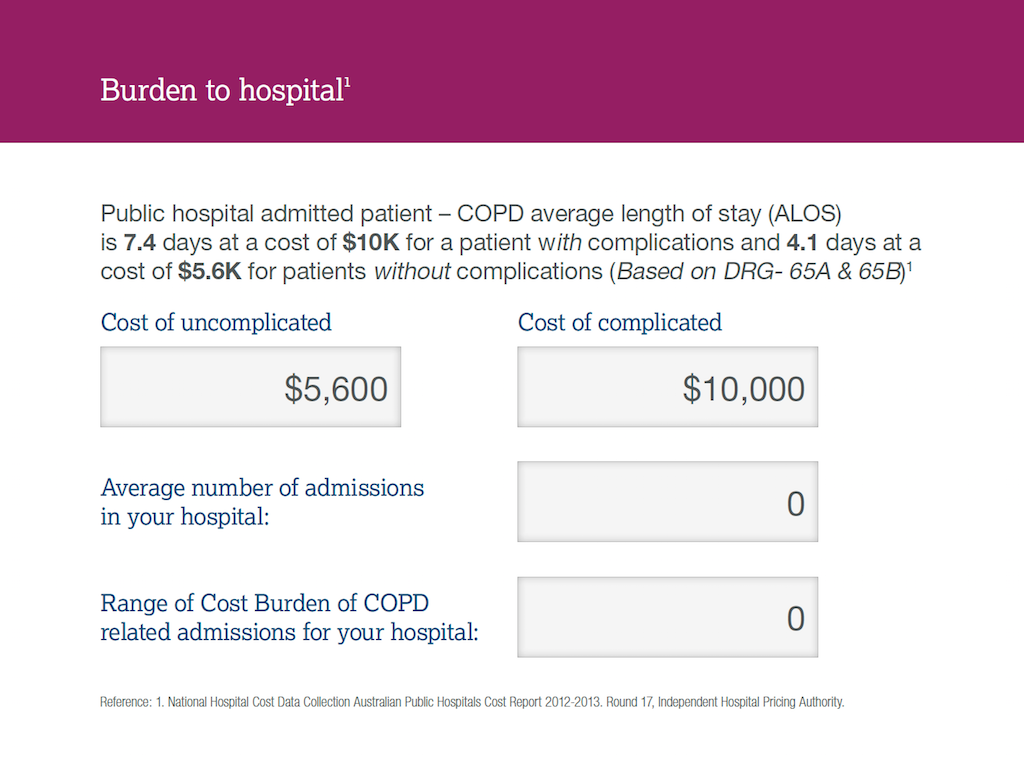 Burden to hospital¹
Public hospital admitted patient – COPD average length of stay (ALOS)
is 7.4 days at a cost of $10K for a patient with complications and 4.1 days at a
cost of $5.6K for patients without complications (Based on DRG- 65A & 65B)¹
Cost of uncomplicated
Cost of complicated
$5,600
$10,000
Average number of admissions
in your hospital:
0
Range of Cost Burden of COPD
related admissions for your hospital:
0
Reference: 1. National Hospital Cost Data Collection Australian Public Hospitals Cost Report 2012-2013. Round 17, Independent Hospital Pricing Authority.